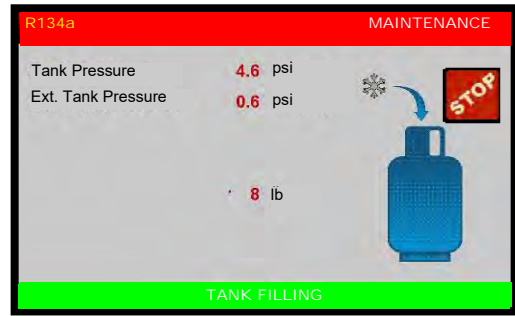 R134a MAINTENANCE
Tank Pressure 4.6 psi
Ext. Tank Pressure 0.6 psi
STOP
8 lb
TANK FILLING